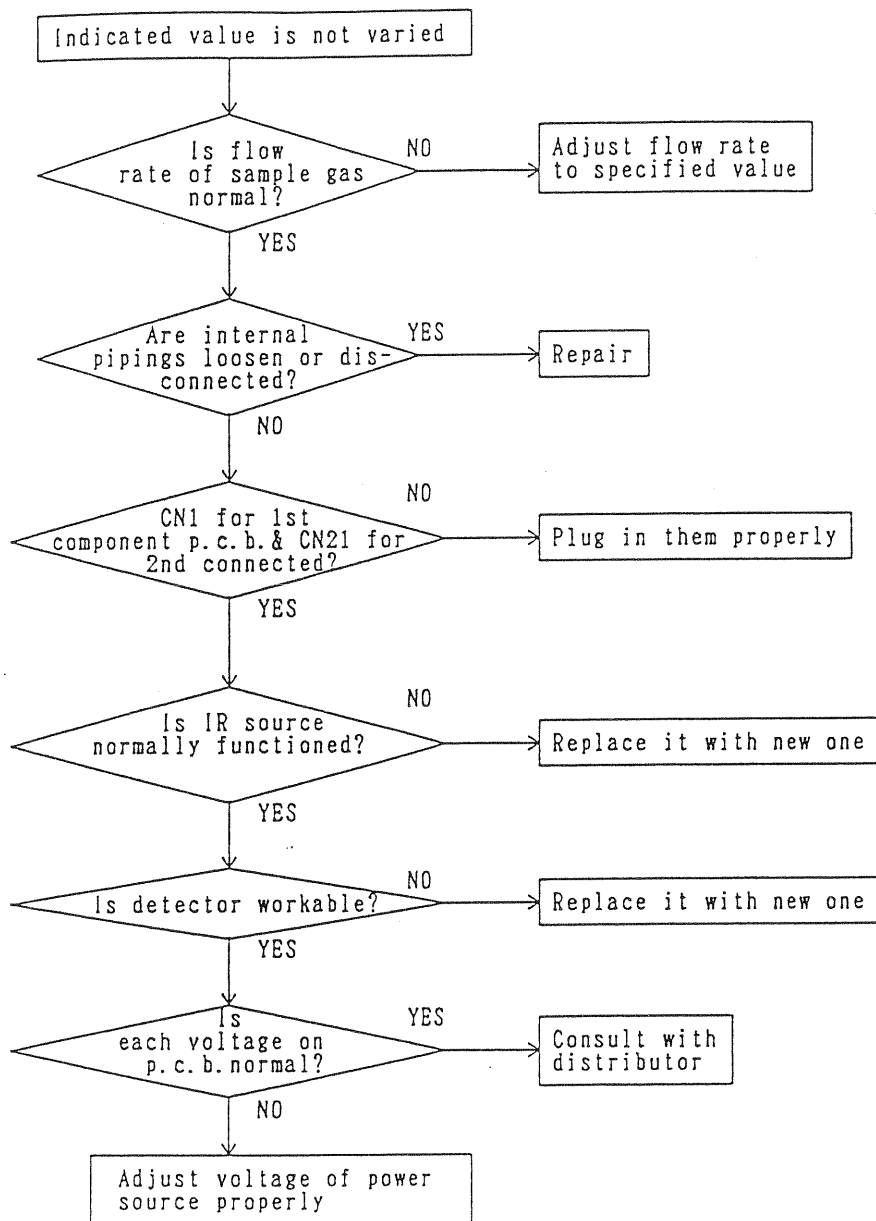 Indicated value is not varied
Is flow
rate of sample gas
normal?
NO
Adjust flow rate
to specified value
YES
Are internal
pipings loosen or dis-
connected?
YES
Repair
NO
CN1 for 1st
component p.c.b.& CN21 for
2nd connected?
NO
Plug in them properly
YES
Is IR source
normally functioned?
NO
Replace it with new one
YES
Is detector workable?
NO
Replace it with new one
YES
Is
each voltage on
p.c.b.normal?
YES
Consult with
distributor
NO
Adjust voltage of power
source properly